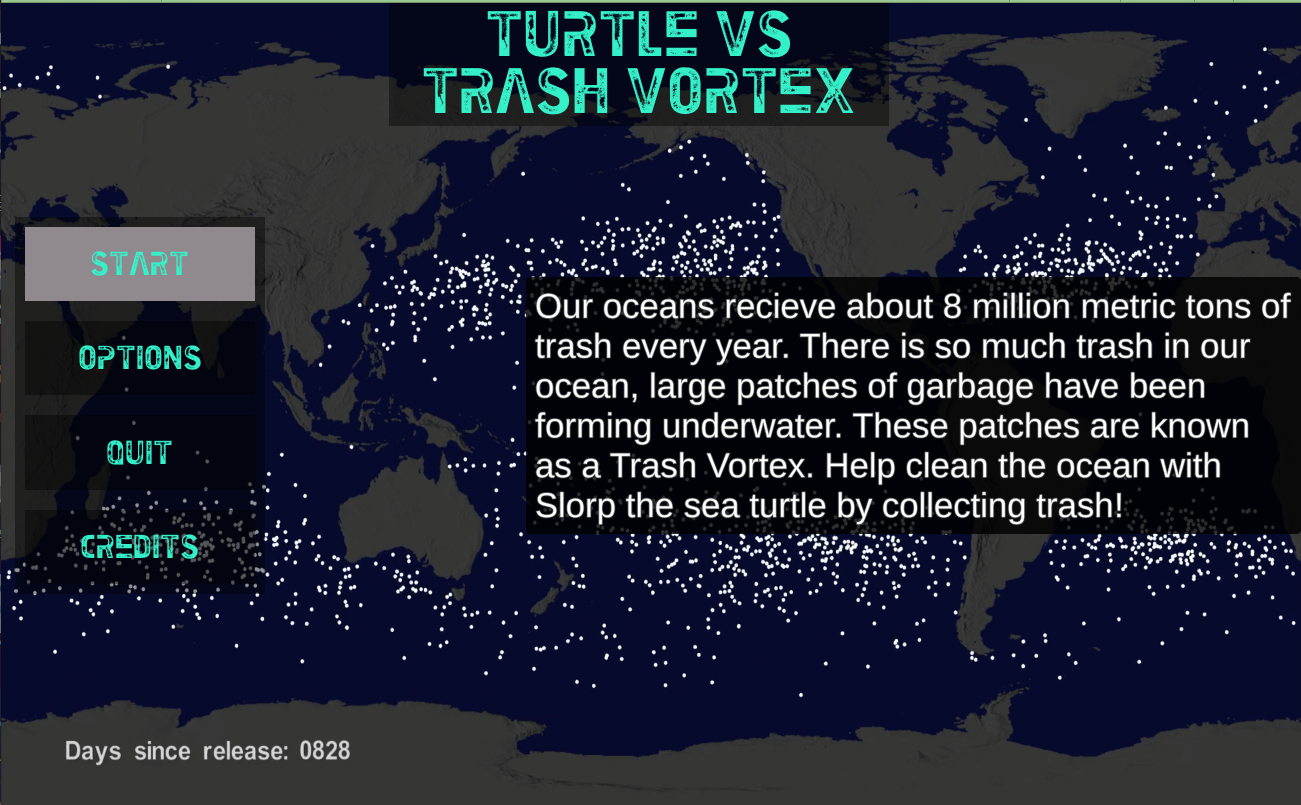 TURTLE VS
TRASH VORTEX
START
OPTIONS
QUIT
CREDITS
Our oceans recieve about 8 million metric tons of
trash every year. There is so much trash in our
ocean, large patches of garbage have been
forming underwater. These patches are known
as a Trash Vortex. Help clean the ocean with
Slorp the sea turtle by collecting trash!
Days since release: 0828